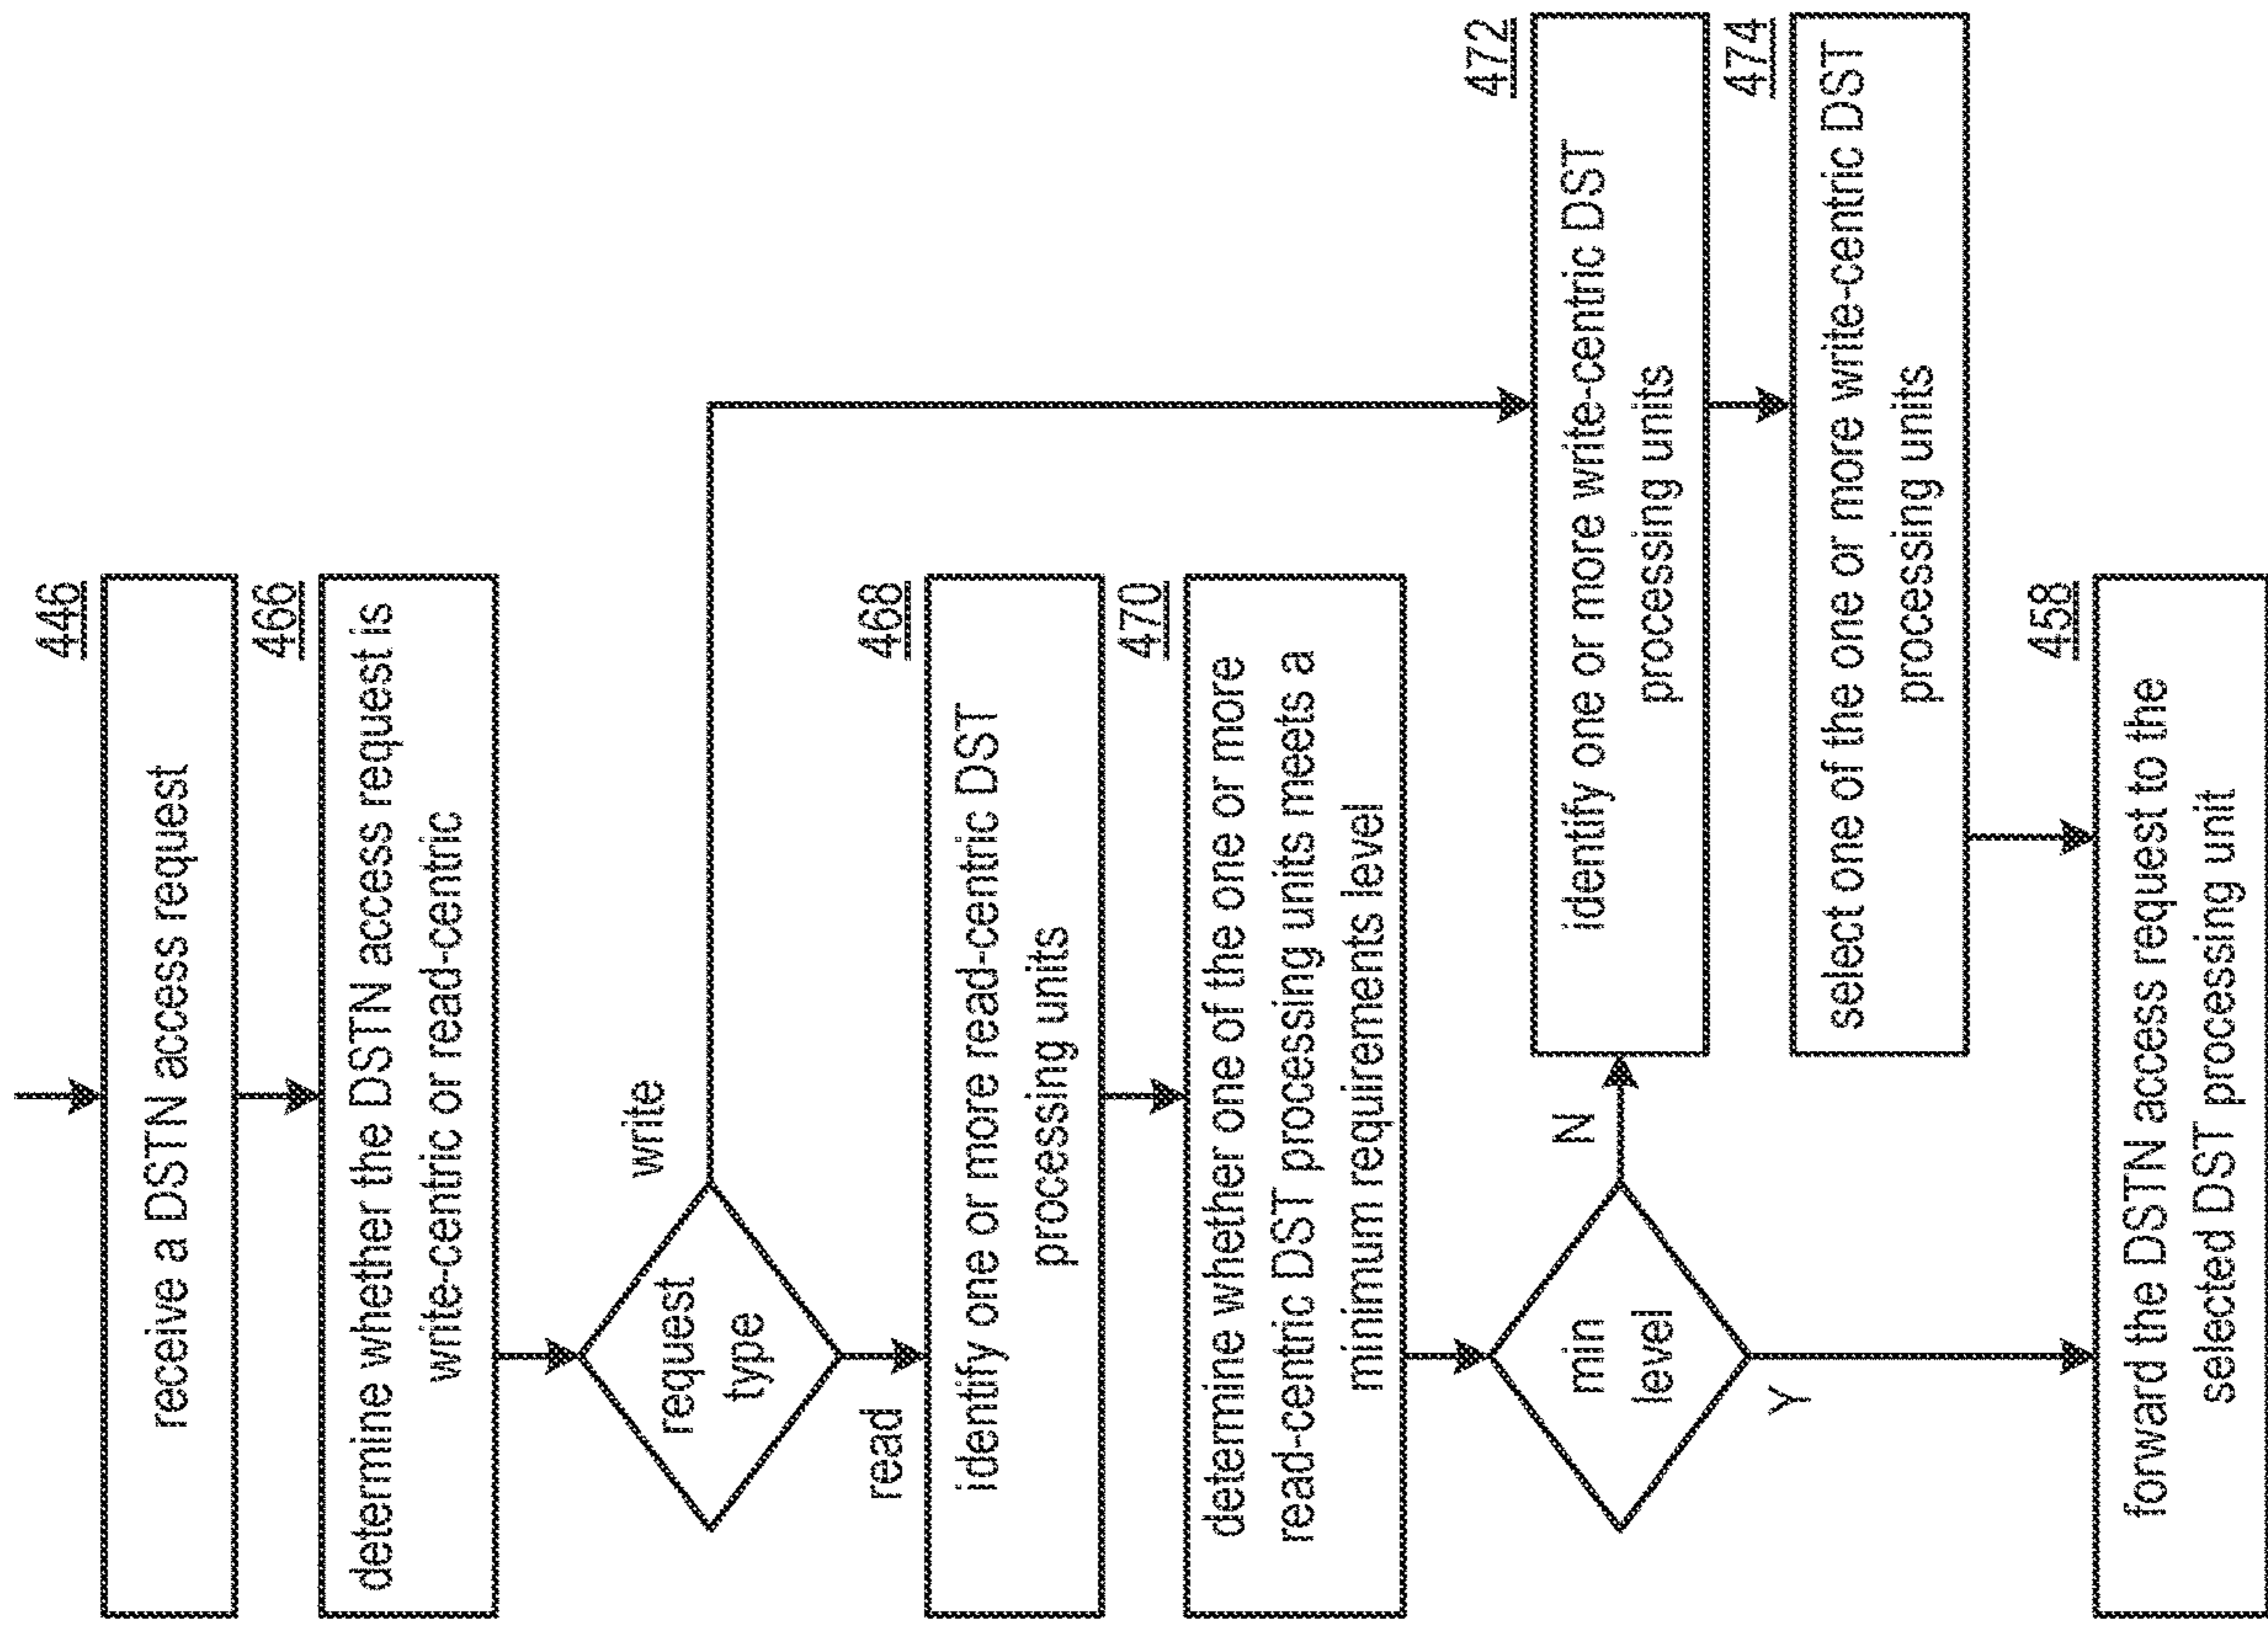 446
receive a DSTN access request
466
determine whether the DSTN access request is
write-centric or read-centric
request
type
write
read
468
identify one or more read-centric DST
processing units
470
determine whether one of the one or more
read-centric DST processing units meets a
minimum requirements level
min
level
N
Y
472
identify one or more write-centric DST
processing units
474
select one of the one or more write-centric DST
processing units
458
forward the DSTN access request to the
selected DST processing unit